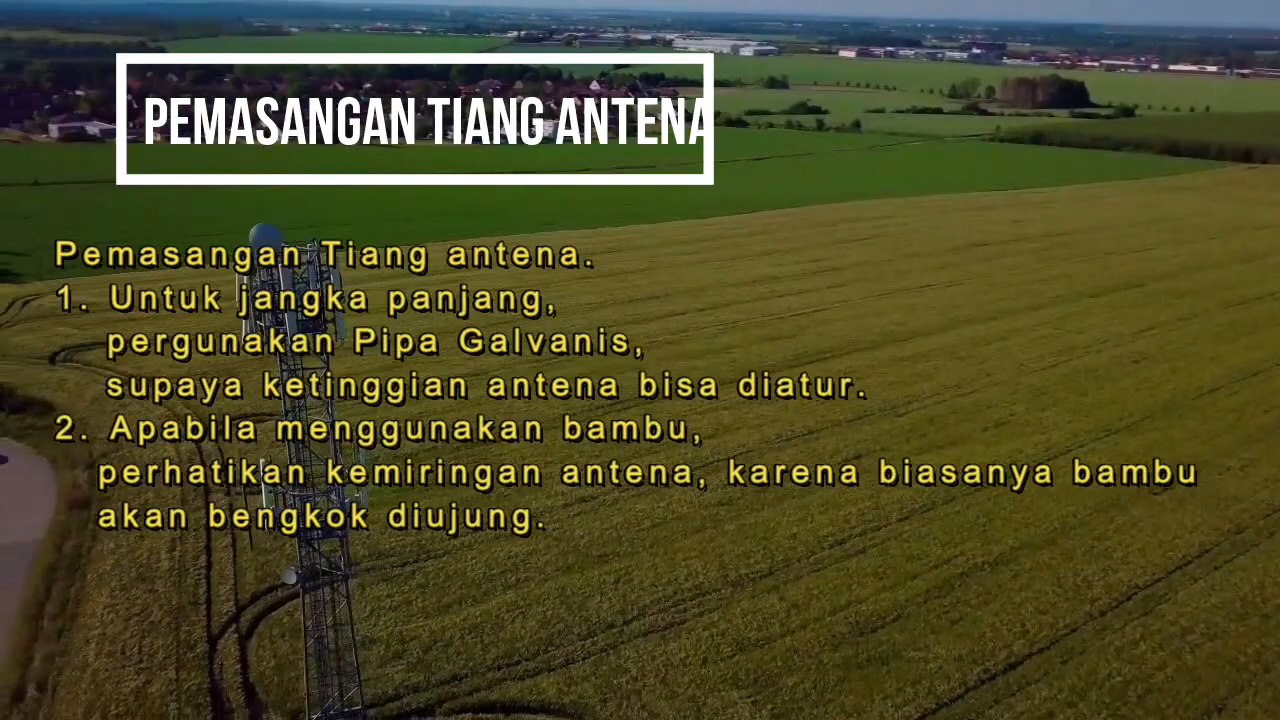 PEMASANGAN TIANG ANTENA
Pemasangan Tiang antena.
1. Untuk jangka panjang,
pergunakan Pipa Galvanis,
supaya ketinggian antena bisa diatur.
2. Apabila menggunakan bambu,
perhatikan kemiringan antena, karena biasanya bambu
akan bengkok diujung.